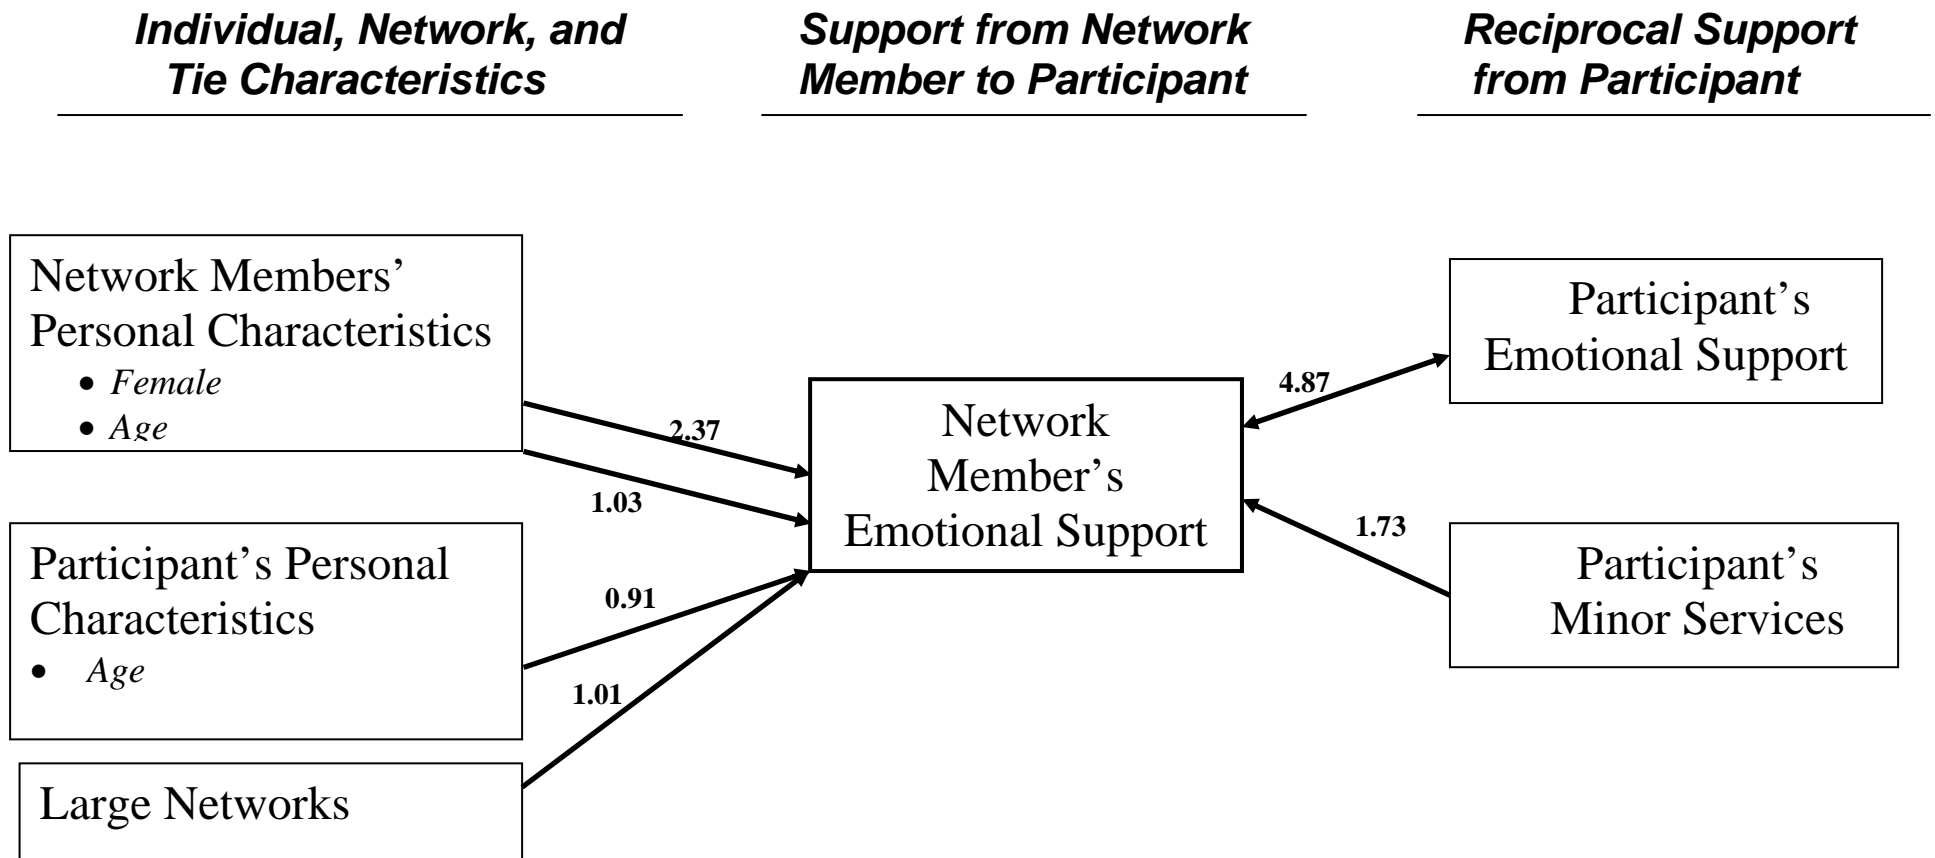 Individual, Network, and
Tie Characteristics
Support from Network
Member to Participant
Reciprocal Support
from Participant
Network Members’
Personal Characteristics
• Female
• Age
2.37
1.03
Participant’s Personal
Characteristics
• Age
0.91
1.01
Large Networks
Network
Member’s
Emotional Support
4.87
1.73
Participant’s
Emotional Support
Participant’s
Minor Services